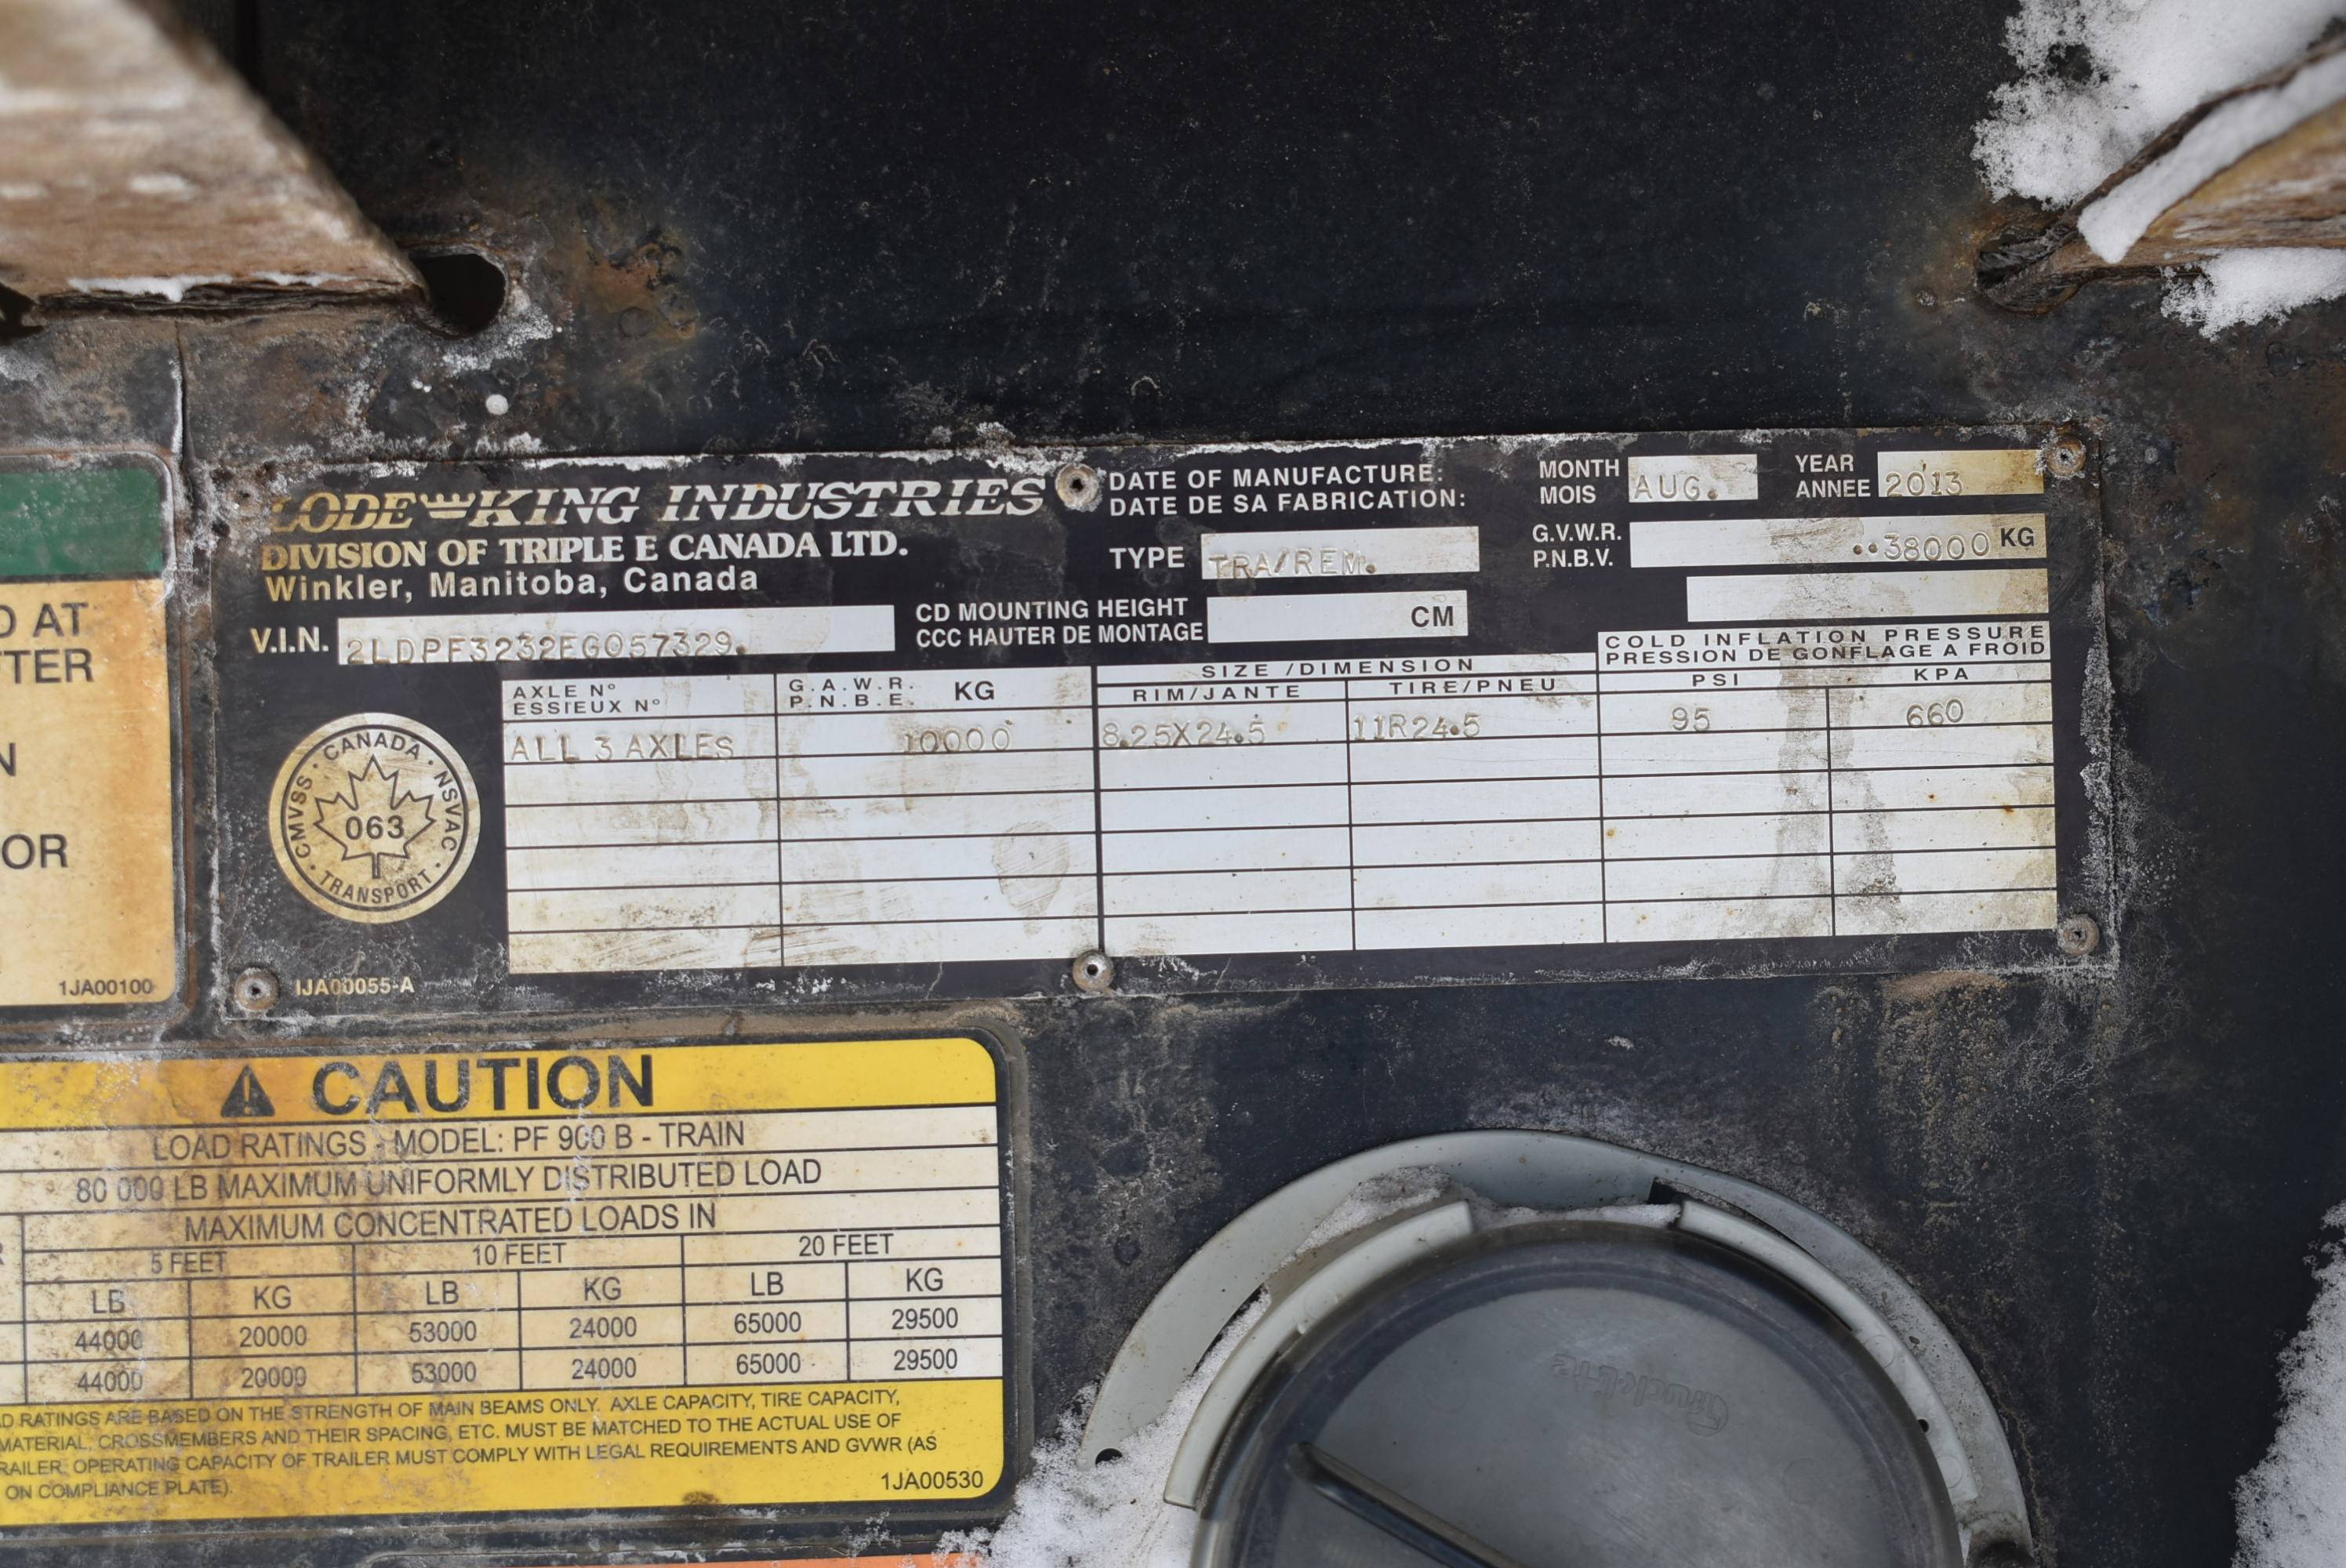 LODE KING INDUSTRIES
DIVISION OF TRIPLE E CANADA LTD.
Winkler, Manitoba, Canada
DATE OF MANUFACTURE:
DATE DE SA FABRICATION:
MONTH
MOIS
AUG.
YEAR
ANNEE
2013
TYPE TRA/REM.
G.V.W.R.
P.N.B.V.
..38000 KG
V.I.N. 2LDPF3232EG057329.
CD MOUNTING HEIGHT
CCC HAUTER DE MONTAGE
CM
AXLE Nº
ESSIEUX Nº
G.A.W.R.
P.N.B.E.
KG
SIZE /DIMENSION
RIM/JANTE TIRE/PNEU
COLD INFLATION PRESSURE
PRESSION DE GONFLAGE A FROID
PSI KPA
ALL 3 AXLES 10000 8.25X24.5 11R24.5 95 660
CANADA · NSVAC · TRANSPORT · CMVSS ·
063
1JA00055-A
D AT
TTER
N
OR
1JA00100
CAUTION
LOAD RATINGS - MODEL: PF 900 B - TRAIN
80 000 LB MAXIMUM UNIFORMLY DISTRIBUTED LOAD
MAXIMUM CONCENTRATED LOADS IN
R 5 FEET 10 FEET 20 FEET
LB KG LB KG LB KG
44000 20000 53000 24000 65000 29500
44000 20000 53000 24000 65000 29500
D RATINGS ARE BASED ON THE STRENGTH OF MAIN BEAMS ONLY. AXLE CAPACITY, TIRE CAPACITY,
MATERIAL, CROSSMEMBERS AND THEIR SPACING, ETC. MUST BE MATCHED TO THE ACTUAL USE OF
RAILER. OPERATING CAPACITY OF TRAILER MUST COMPLY WITH LEGAL REQUIREMENTS AND GVWR (AS
ON COMPLIANCE PLATE).
1JA00530
Truck-Lite